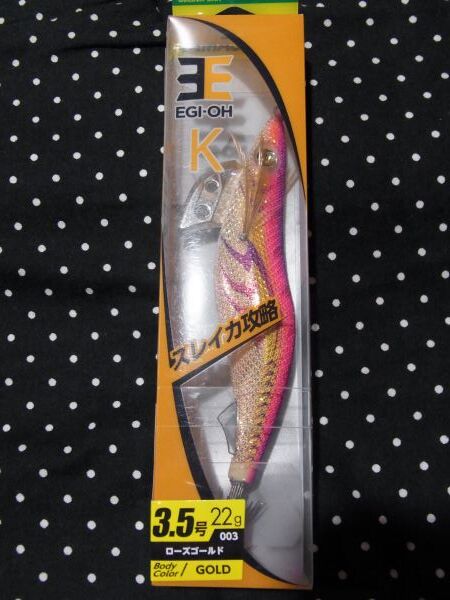 EGI-OH
K
スレイカ攻略
3.5号 22g
003
ローズゴールド
Body Color / GOLD